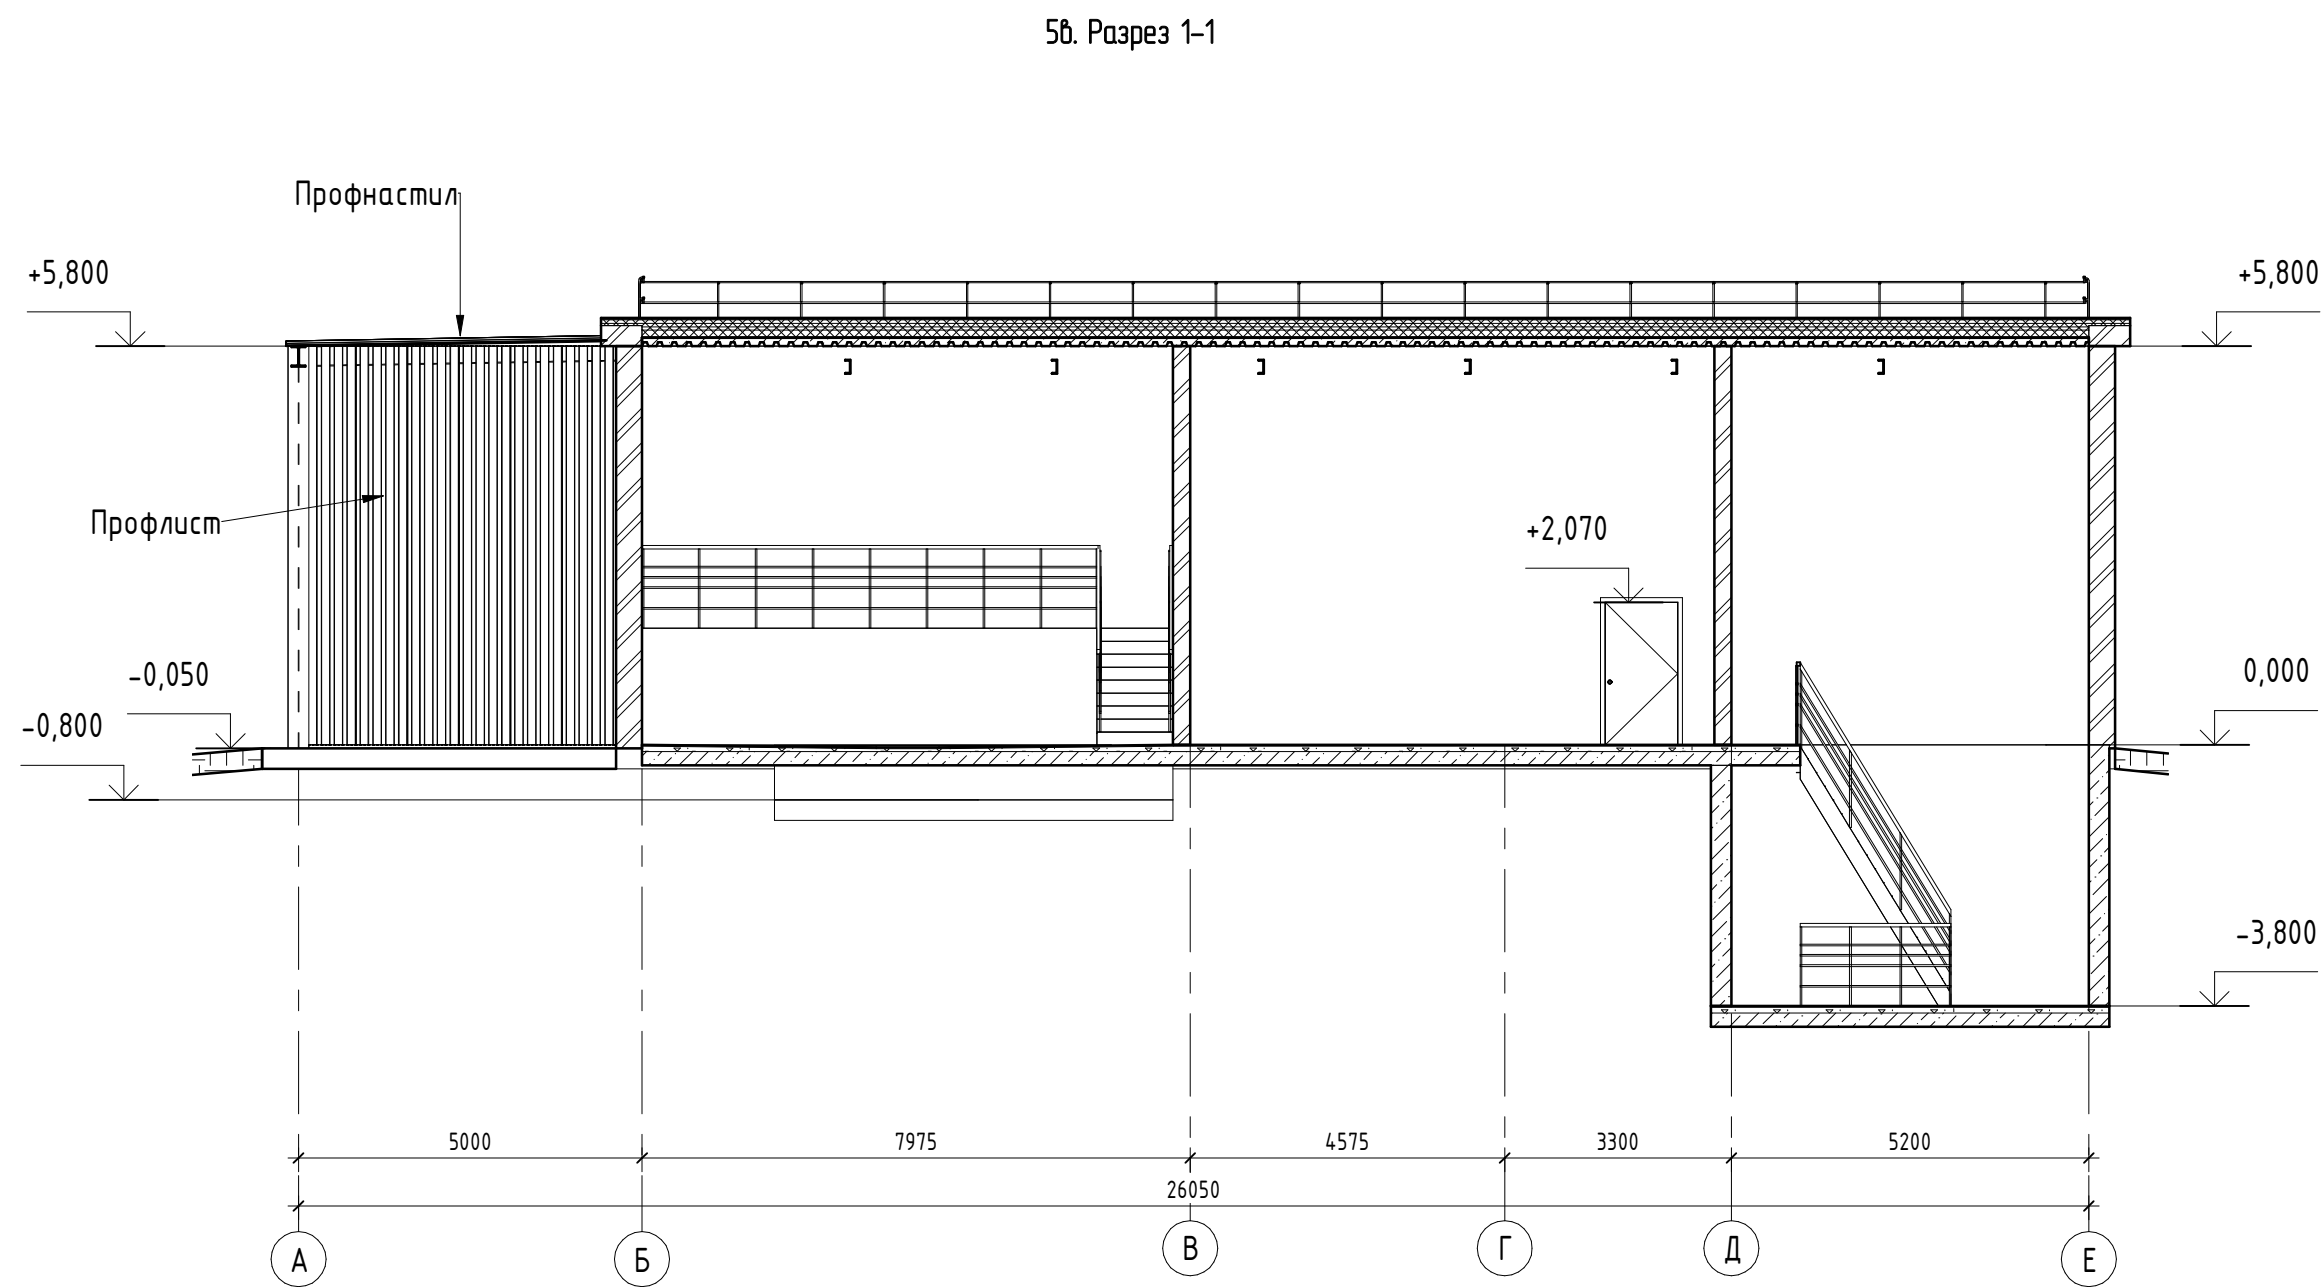 5в. Разрез 1-1
Профнастил
+5,800
+5,800
Профлист
+2,070
-0,050
0,000
-0,800
-3,800
5000
7975
4575
3300
5200
26050
А
Б
В
Г
Д
Е